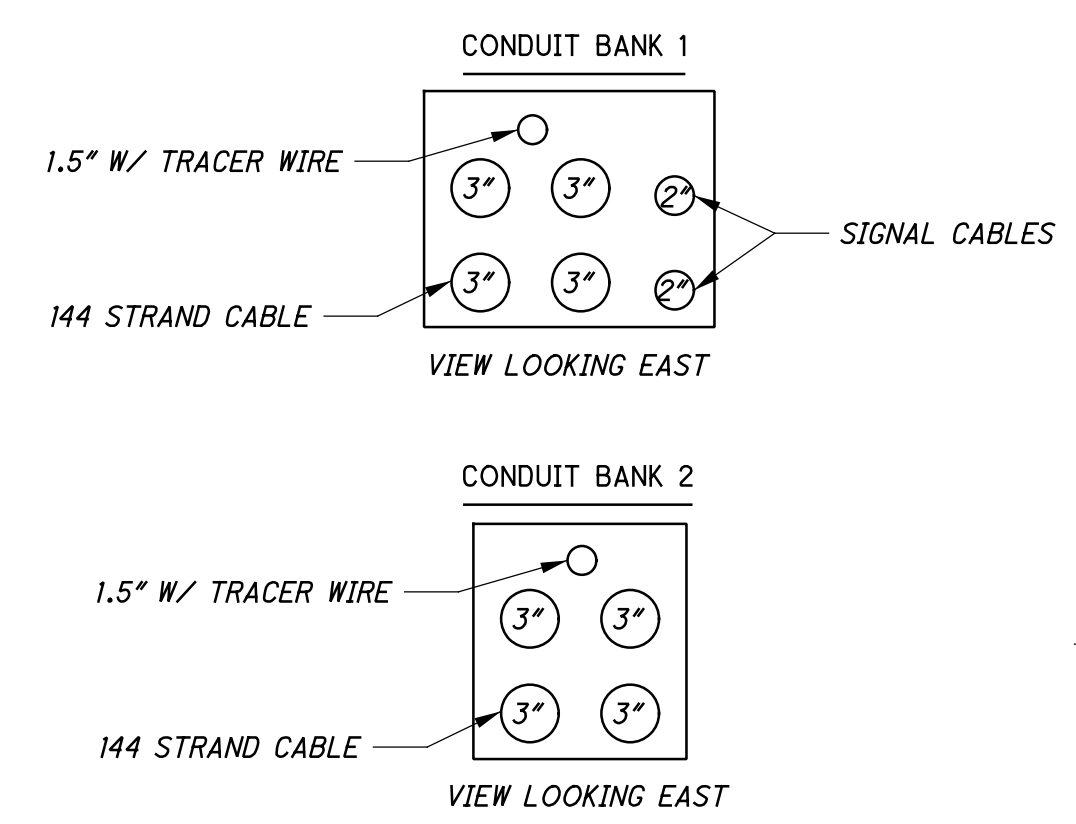 CONDUIT BANK 1
1.5" W/ TRACER WIRE
3" 3" 2"
SIGNAL CABLES
3" 3" 2"
144 STRAND CABLE
VIEW LOOKING EAST
CONDUIT BANK 2
1.5" W/ TRACER WIRE
3" 3"
3" 3"
144 STRAND CABLE
VIEW LOOKING EAST